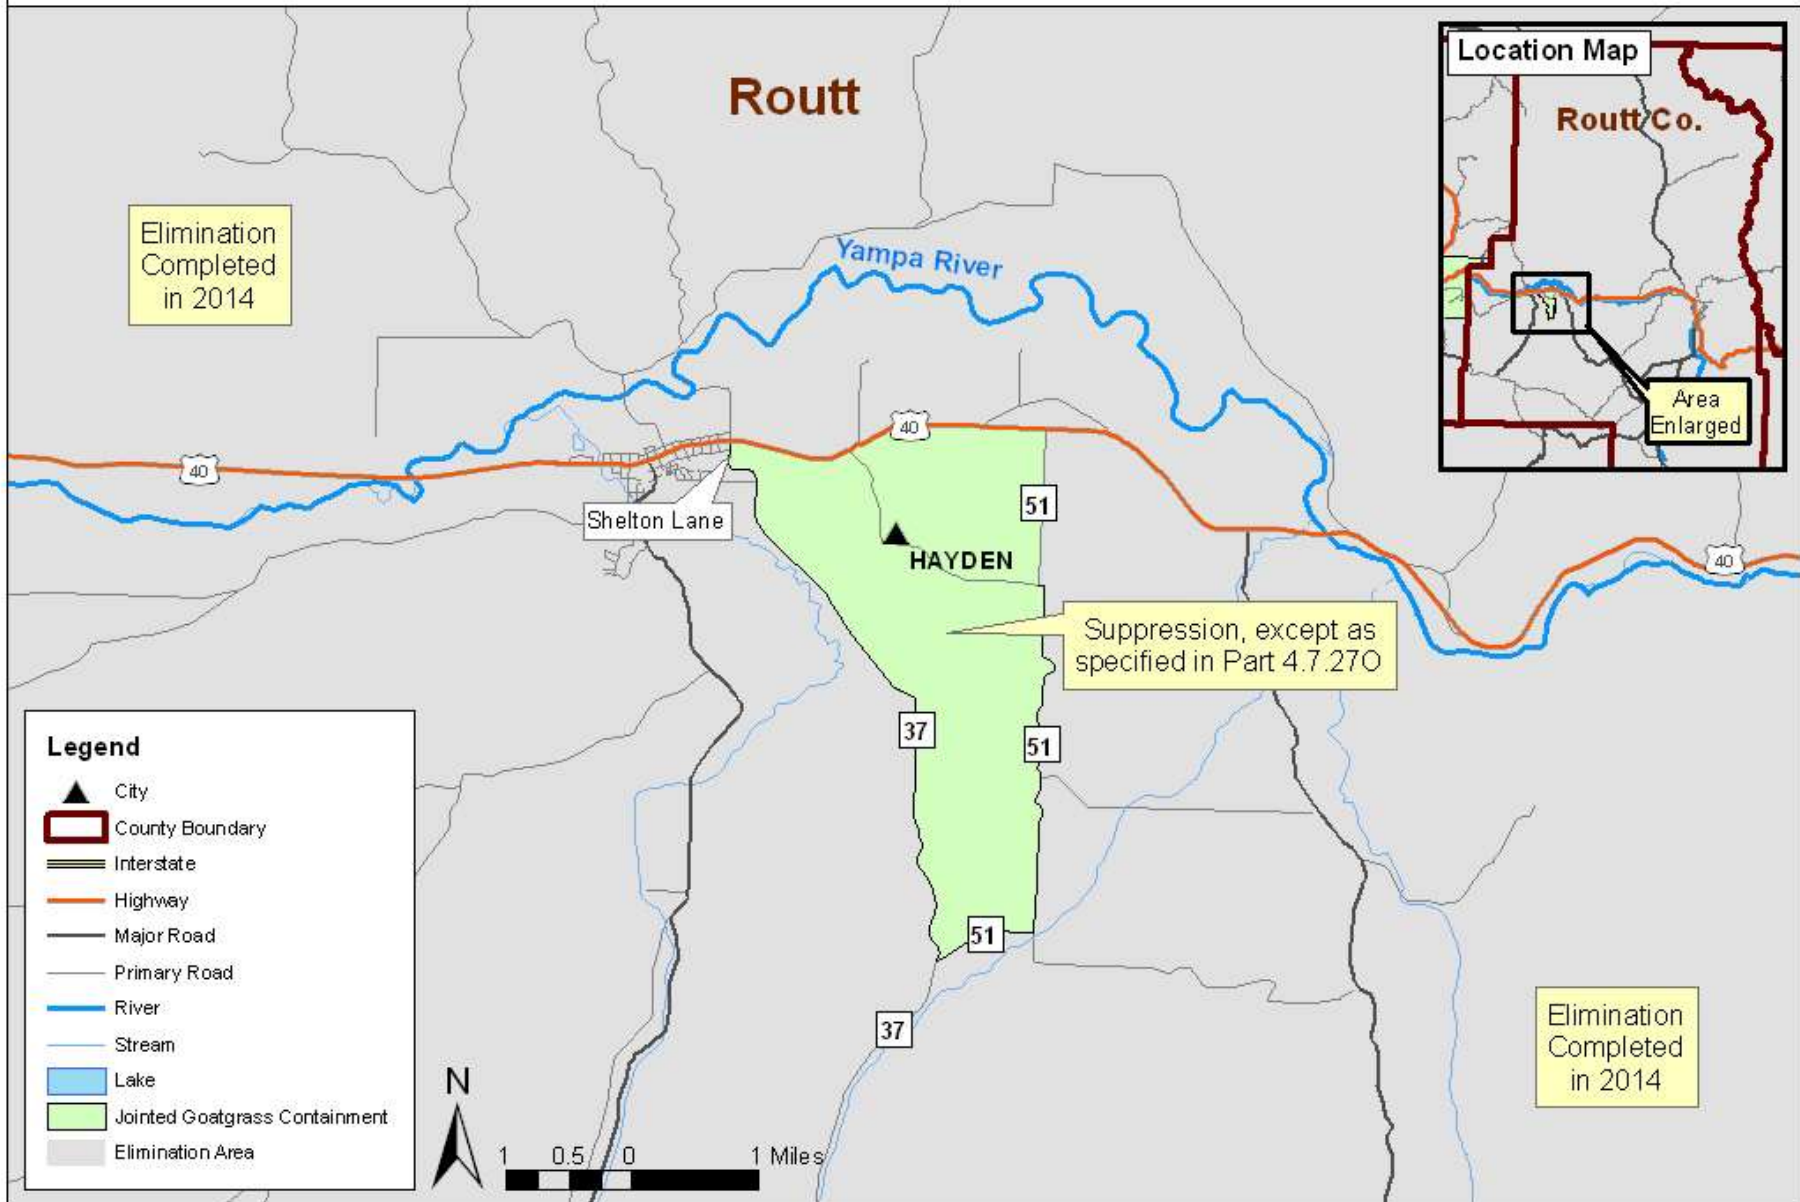 Routt
Elimination
Completed
in 2014
Yampa River
40
40
40
Shelton Lane
HAYDEN
51
Suppression, except as
specified in Part 4.7.27O
37
51
51
37
Elimination
Completed
in 2014
Location Map
Routt Co.
Area
Enlarged
Legend
City
County Boundary
Interstate
Highway
Major Road
Primary Road
River
Stream
Lake
Jointed Goatgrass Containment
Elimination Area
N
1 0.5 0 1 Miles